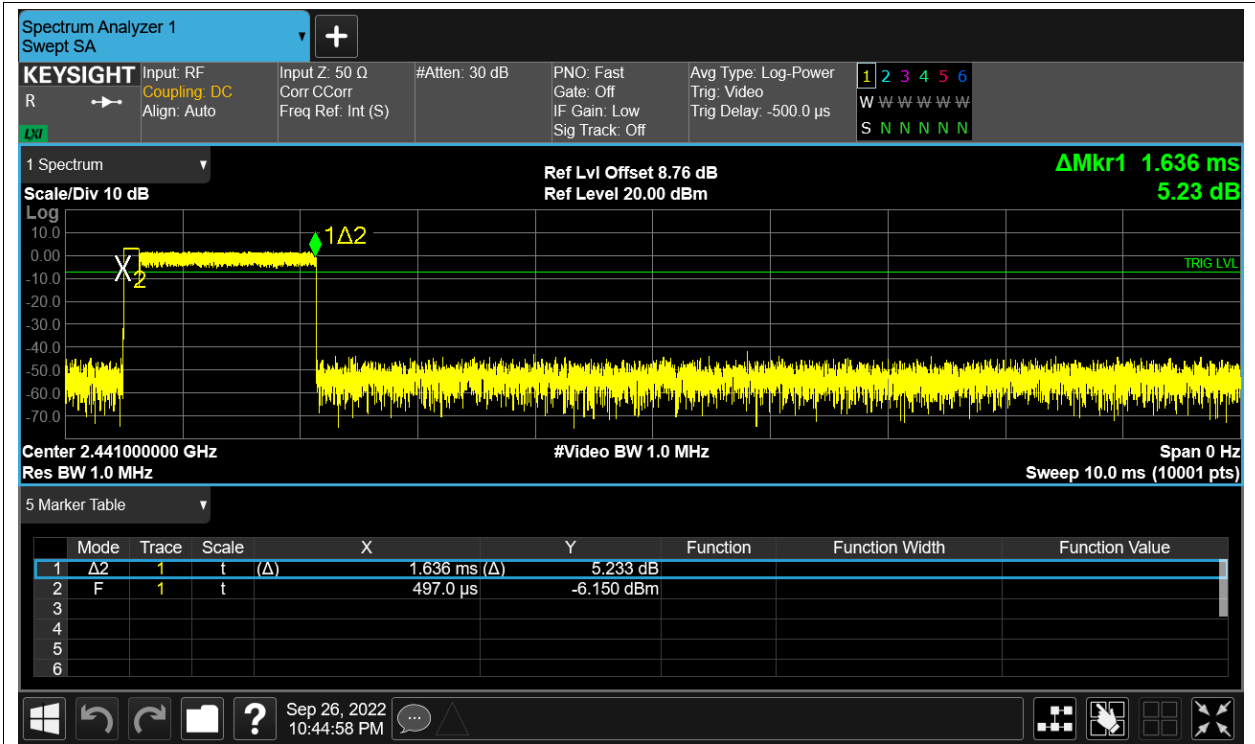 Spectrum Analyzer 1
Swept SA
KEYSIGHT Input: RF Input Z: 50 Ω #Atten: 30 dB PNO: Fast Avg Type: Log-Power 1 2 3 4 5 6
R Coupling: DC Corr CCorr Gate: Off Trig: Video W W W W W W
Align: Auto Freq Ref: Int (S) IF Gain: Low Trig Delay: -500.0 µs
LXI Sig Track: Off S N N N N N
1 Spectrum Ref Lvl Offset 8.76 dB ΔMkr1 1.636 ms
Scale/Div 10 dB Ref Level 20.00 dBm 5.23 dB
Log
10.0 1Δ2
0.00
TRIG LVL
X 2
-10.0
-20.0
-30.0
-40.0
-50.0
-60.0
-70.0
Center 2.441000000 GHz #Video BW 1.0 MHz Span 0 Hz
Res BW 1.0 MHz Sweep 10.0 ms (10001 pts)
5 Marker Table
Mode Trace Scale X Y Function Function Width Function Value
1 Δ2 1 t (Δ) 1.636 ms (Δ) 5.233 dB
2 F 1 t 497.0 µs -6.150 dBm
3
4
5
6
? Sep 26, 2022
10:44:58 PM